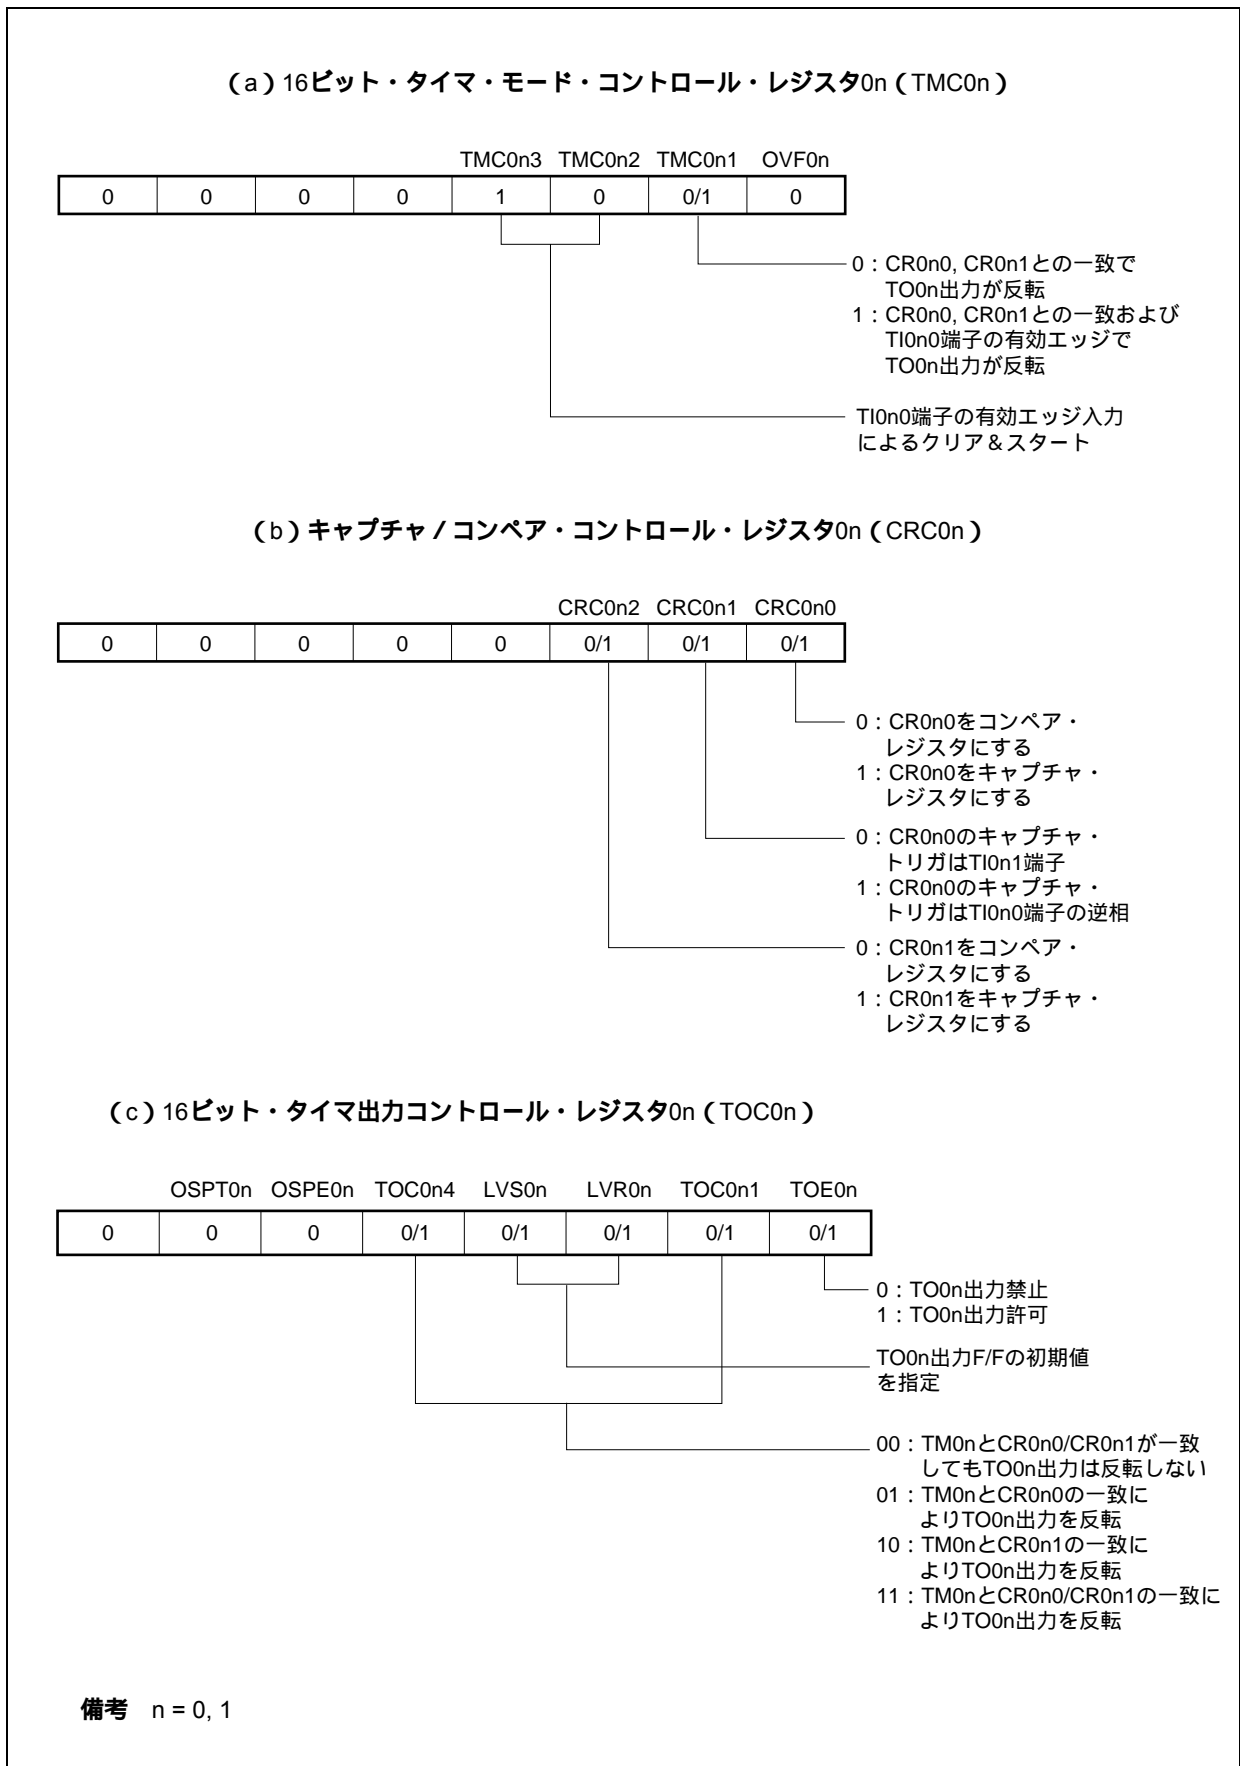 (a)16ビット・タイマ・モード・コントロール・レジスタ0n(TMC0n)
TMC0n3 TMC0n2 TMC0n1 OVF0n
0 0 0 0 1 0 0/1 0
0：CR0n0, CR0n1との一致で
TO0n出力が反転
1：CR0n0, CR0n1との一致および
TI0n0端子の有効エッジで
TO0n出力が反転
TI0n0端子の有効エッジ入力
によるクリア＆スタート
(b)キャプチャ／コンペア・コントロール・レジスタ0n(CRC0n)
CRC0n2 CRC0n1 CRC0n0
0 0 0 0 0 0/1 0/1 0/1
0：CR0n0をコンペア・
レジスタにする
1：CR0n0をキャプチャ・
レジスタにする
0：CR0n0のキャプチャ・
トリガはTI0n1端子
1：CR0n0のキャプチャ・
トリガはTI0n0端子の逆相
0：CR0n1をコンペア・
レジスタにする
1：CR0n1をキャプチャ・
レジスタにする
(c)16ビット・タイマ出力コントロール・レジスタ0n(TOC0n)
OSPT0n OSPE0n TOC0n4 LVS0n LVR0n TOC0n1 TOE0n
0 0 0 0/1 0/1 0/1 0/1 0/1
0：TO0n出力禁止
1：TO0n出力許可
TO0n出力F/Fの初期値
を指定
00：TM0nとCR0n0/CR0n1が一致
してもTO0n出力は反転しない
01：TM0nとCR0n0の一致に
よりTO0n出力を反転
10：TM0nとCR0n1の一致に
よりTO0n出力を反転
11：TM0nとCR0n0/CR0n1の一致に
よりTO0n出力を反転
備考 n = 0, 1